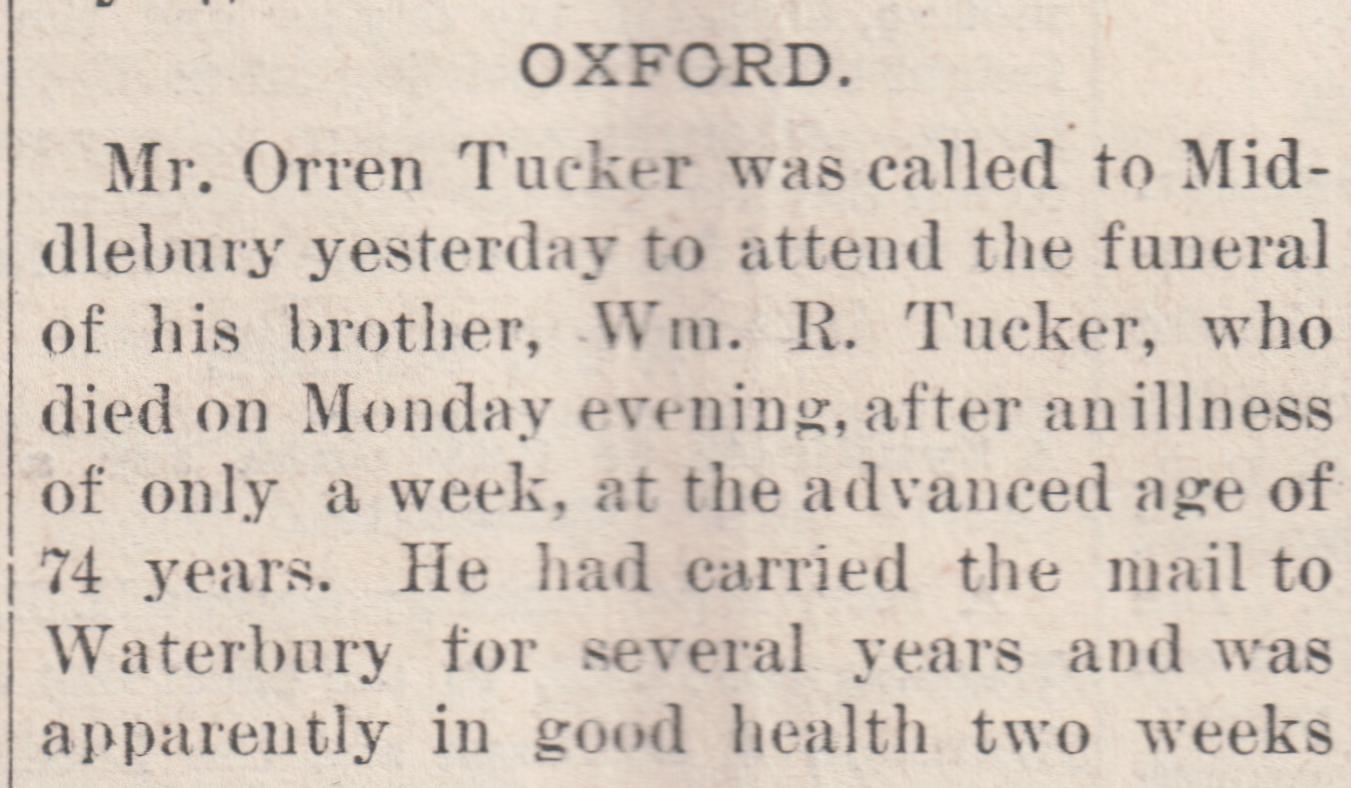 OXFORD.
Mr. Orren Tucker was called to Mid-
dlebury yesterday to attend the funeral
of his brother, Wm. R. Tucker, who
died on Monday evening, after an illness
of only a week, at the advanced age of
74 years. He had carried the mail to
Waterbury for several years and was
apparently in good health two weeks